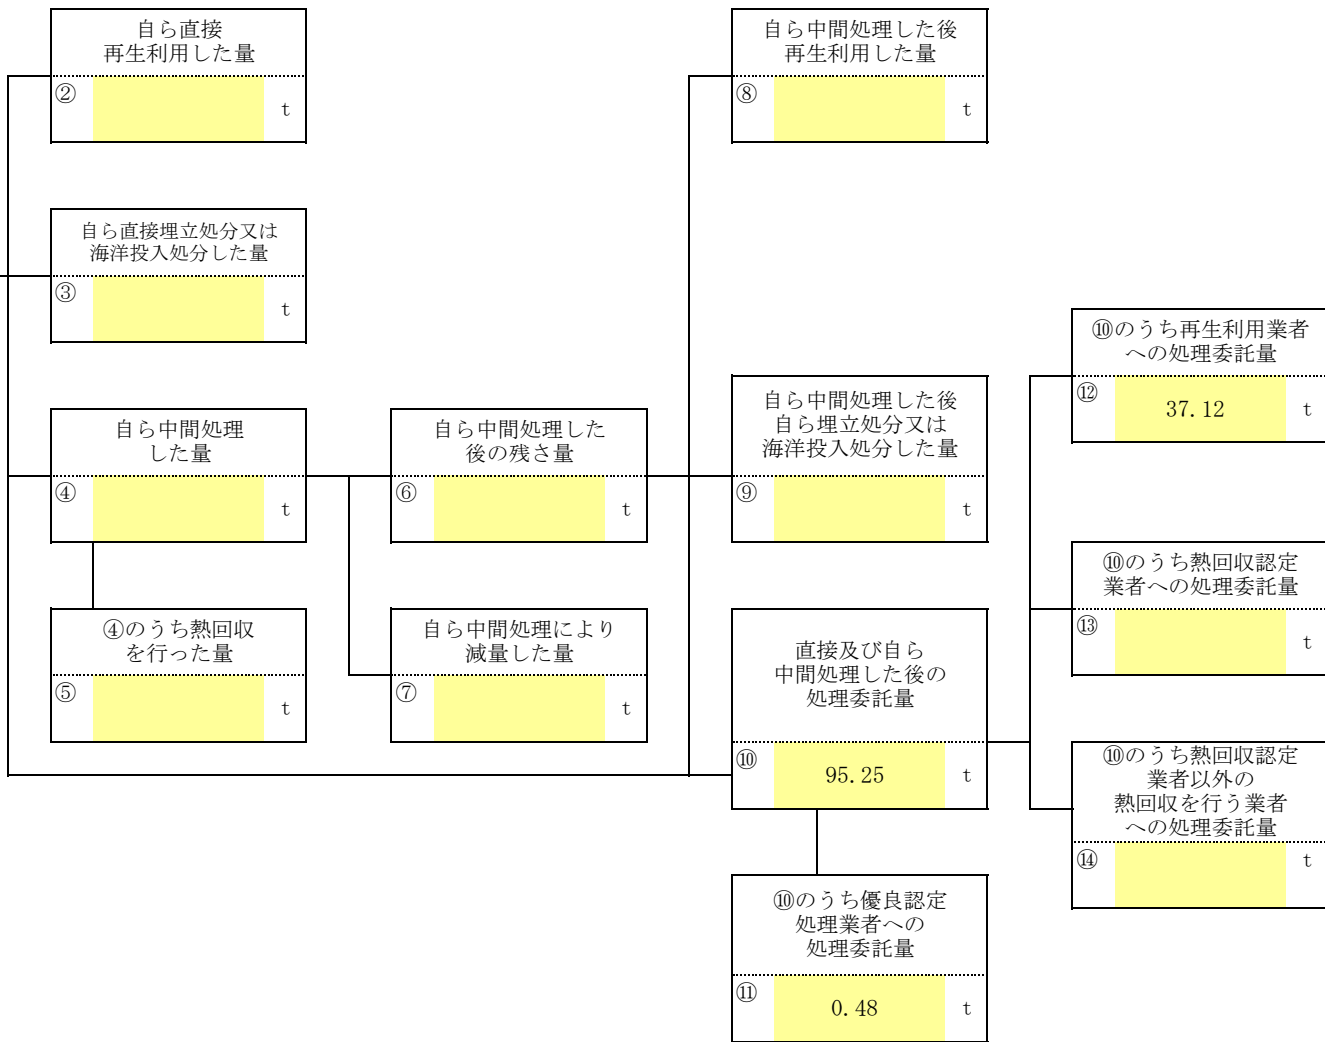 自ら直接
再生利用した量
②
t
自ら直接埋立処分又は
海洋投入処分した量
③
t
自ら中間処理
した量
④
t
④のうち熱回収
を行った量
⑤
t
自ら中間処理した
後の残さ量
⑥
t
自ら中間処理により
減量した量
⑦
t
自ら中間処理した後
再生利用した量
⑧
t
自ら中間処理した後
自ら埋立処分又は
海洋投入処分した量
⑨
t
直接及び自ら
中間処理した後の
処理委託量
⑩
95.25
t
⑩のうち優良認定
処理業者への
処理委託量
⑪
0.48
t
⑩のうち再生利用業者
への処理委託量
⑫
37.12
t
⑩のうち熱回収認定
業者への処理委託量
⑬
t
⑩のうち熱回収認定
業者以外の
熱回収を行う業者
への処理委託量
⑭
t